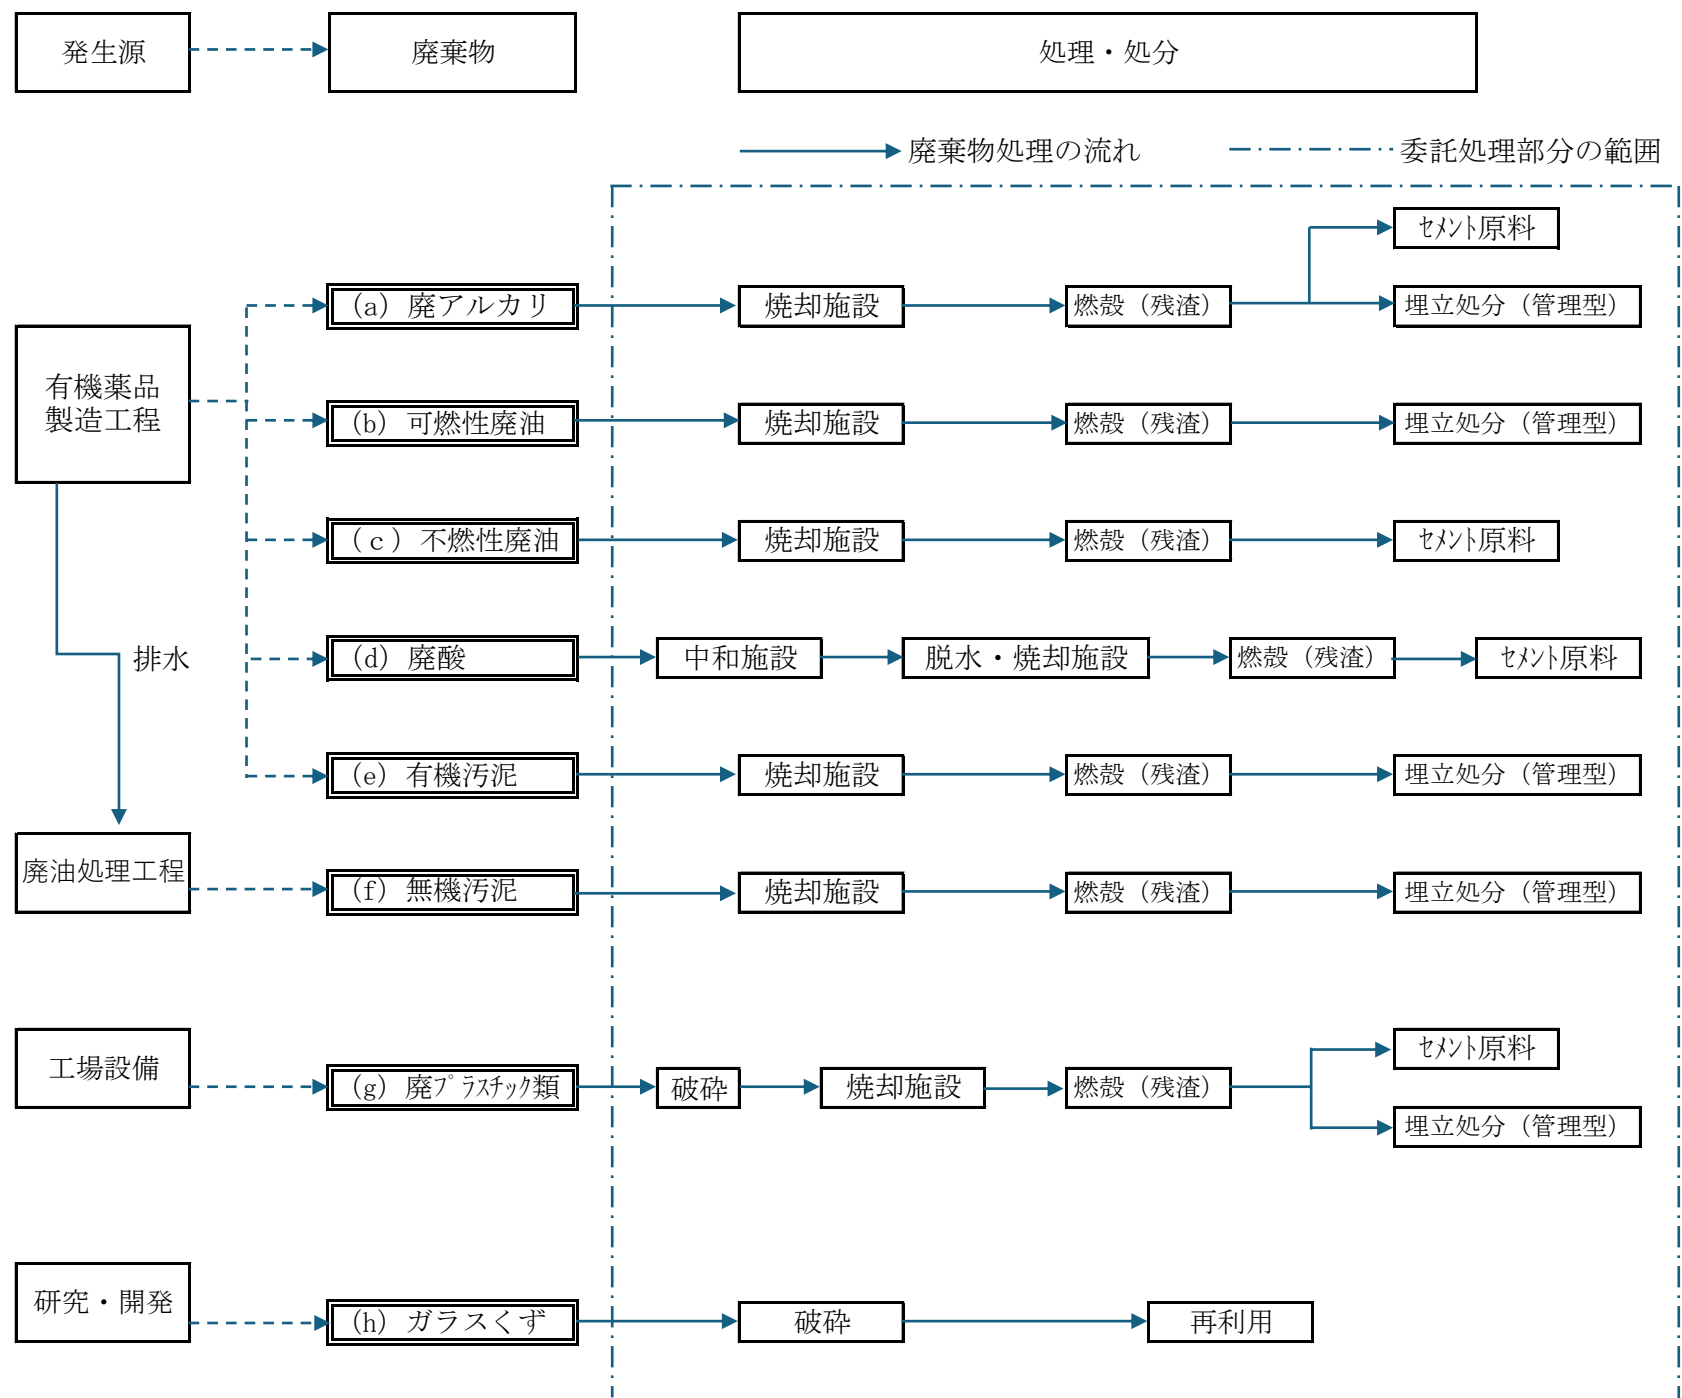 発生源
廃棄物
処理・処分
廃棄物処理の流れ
委託処理部分の範囲
ｾﾒﾝﾄ原料
(a) 廃アルカリ
焼却施設
燃殻（残渣）
埋立処分（管理型）
有機薬品
製造工程
(b) 可燃性廃油
焼却施設
燃殻（残渣）
埋立処分（管理型）
（ｃ）不燃性廃油
焼却施設
燃殻（残渣）
ｾﾒﾝﾄ原料
排水
(d) 廃酸
中和施設
脱水・焼却施設
燃殻（残渣）
ｾﾒﾝﾄ原料
(e) 有機汚泥
焼却施設
燃殻（残渣）
埋立処分（管理型）
廃油処理工程
(f) 無機汚泥
焼却施設
燃殻（残渣）
埋立処分（管理型）
工場設備
ｾﾒﾝﾄ原料
(g) 廃ﾌﾟﾗｽﾁｯｸ類
破砕
焼却施設
燃殻（残渣）
埋立処分（管理型）
研究・開発
(h) ガラスくず
破砕
再利用